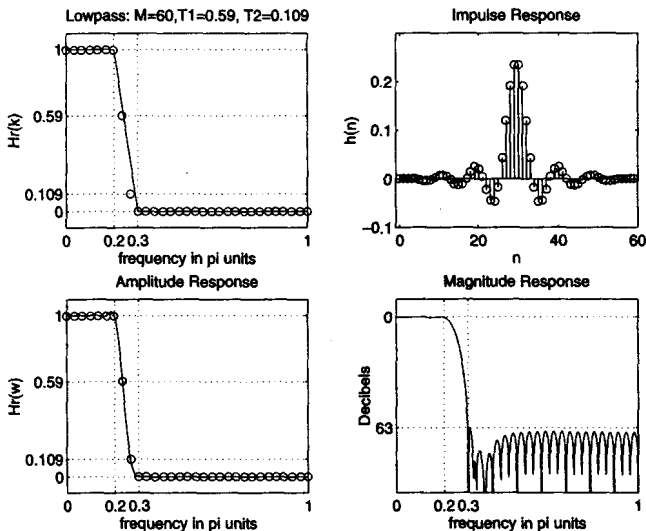 Lowpass: M=60,T1=0.59, T2=0.109
1
0.59
0.109
0
Hr(k)
0
0.2
0.3
1
frequency in pi units
Impulse Response
0.2
0.1
0
−0.1
h(n)
0
20
40
60
n
Amplitude Response
1
0.59
0.109
0
Hr(w)
0
0.2
0.3
1
frequency in pi units
Magnitude Response
0
63
Decibels
0
0.2
0.3
1
frequency in pi units